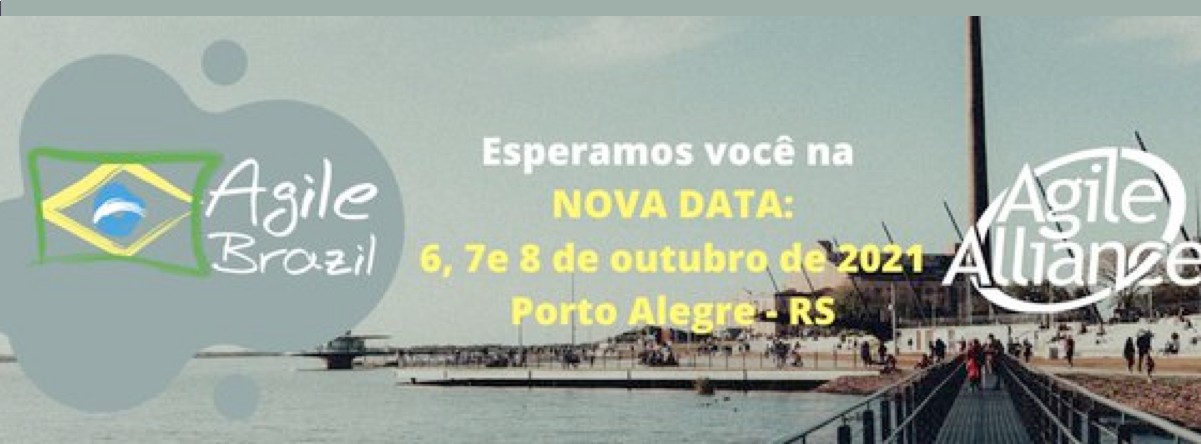 Agile
Brazil
Esperamos você na
NOVA DATA:
6, 7e 8 de outubro de 2021
Porto Alegre - RS
Agile
Alliance